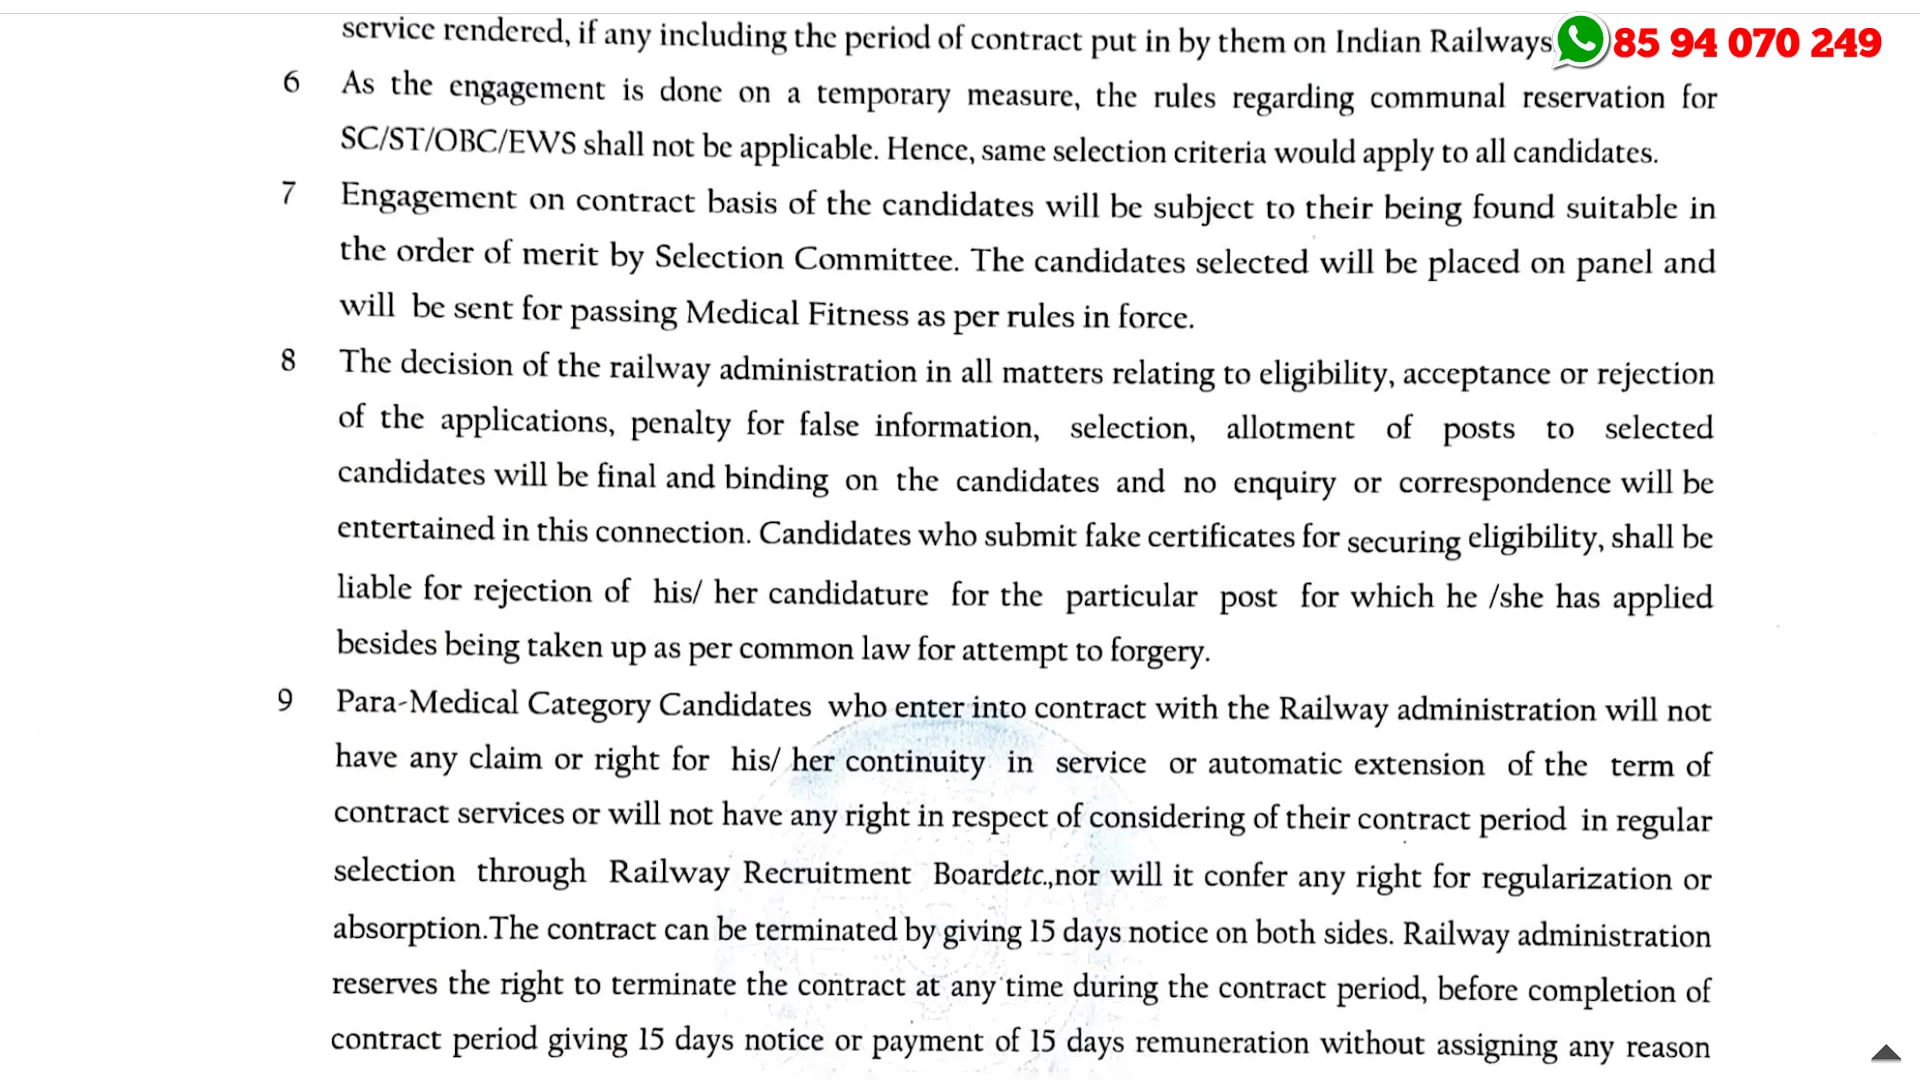 service rendered, if any including the period of contract put in by them on Indian Railways
85 94 070 249
6 As the engagement is done on a temporary measure, the rules regarding communal reservation for
SC/ST/OBC/EWS shall not be applicable. Hence, same selection criteria would apply to all candidates.
7 Engagement on contract basis of the candidates will be subject to their being found suitable in
the order of merit by Selection Committee. The candidates selected will be placed on panel and
will be sent for passing Medical Fitness as per rules in force.
8 The decision of the railway administration in all matters relating to eligibility, acceptance or rejection
of the applications, penalty for false information, selection, allotment of posts to selected
candidates will be final and binding on the candidates and no enquiry or correspondence will be
entertained in this connection. Candidates who submit fake certificates for securing eligibility, shall be
liable for rejection of his/ her candidature for the particular post for which he /she has applied
besides being taken up as per common law for attempt to forgery.
9 Para-Medical Category Candidates who enter into contract with the Railway administration will not
have any claim or right for his/ her continuity in service or automatic extension of the term of
contract services or will not have any right in respect of considering of their contract period in regular
selection through Railway Recruitment Boardetc.,nor will it confer any right for regularization or
absorption.The contract can be terminated by giving 15 days notice on both sides. Railway administration
reserves the right to terminate the contract at any time during the contract period, before completion of
contract period giving 15 days notice or payment of 15 days remuneration without assigning any reason